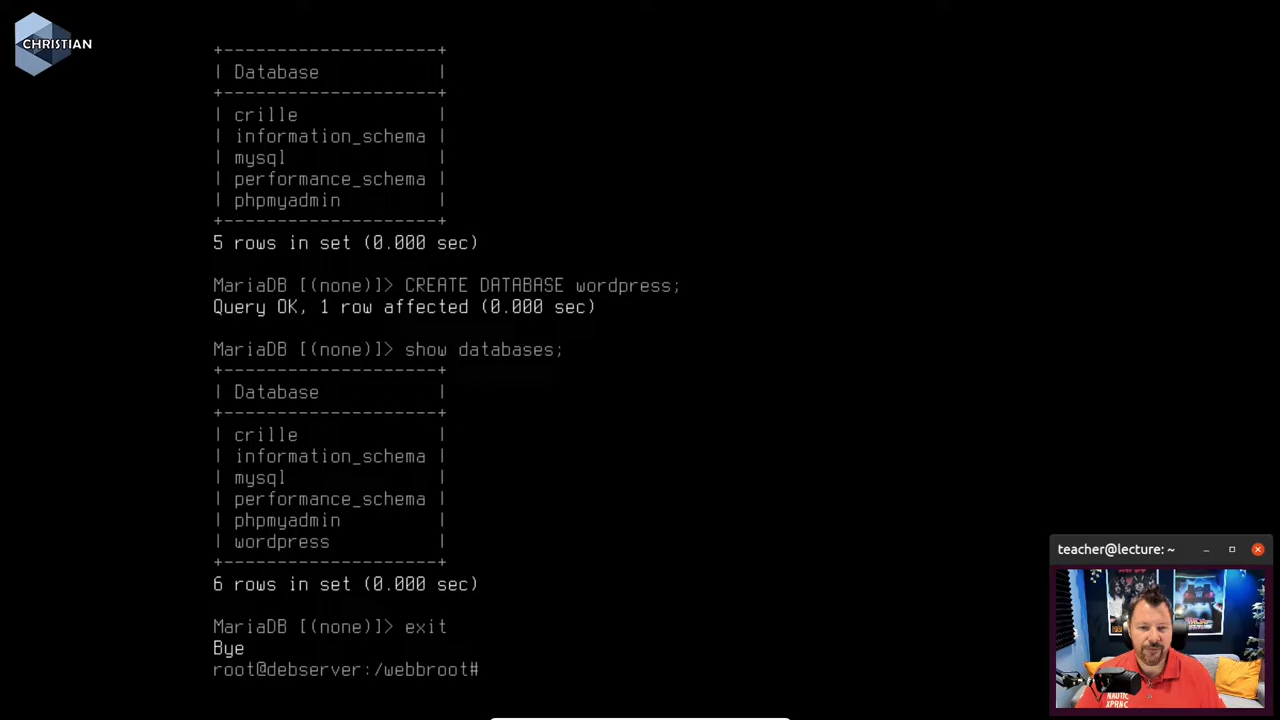 CHRISTIAN
+--------------------+
| Database           |
+--------------------+
| crille             |
| information_schema |
| mysql              |
| performance_schema |
| phpmyadmin         |
+--------------------+
5 rows in set (0.000 sec)
MariaDB [(none)]> CREATE DATABASE wordpress;
Query OK, 1 row affected (0.000 sec)
MariaDB [(none)]> show databases;
+--------------------+
| Database           |
+--------------------+
| crille             |
| information_schema |
| mysql              |
| performance_schema |
| phpmyadmin         |
| wordpress          |
+--------------------+
6 rows in set (0.000 sec)
MariaDB [(none)]> exit
Bye
root@debserver:/webbroot#
teacher@lecture: ~
NAUTIC
XPRNC